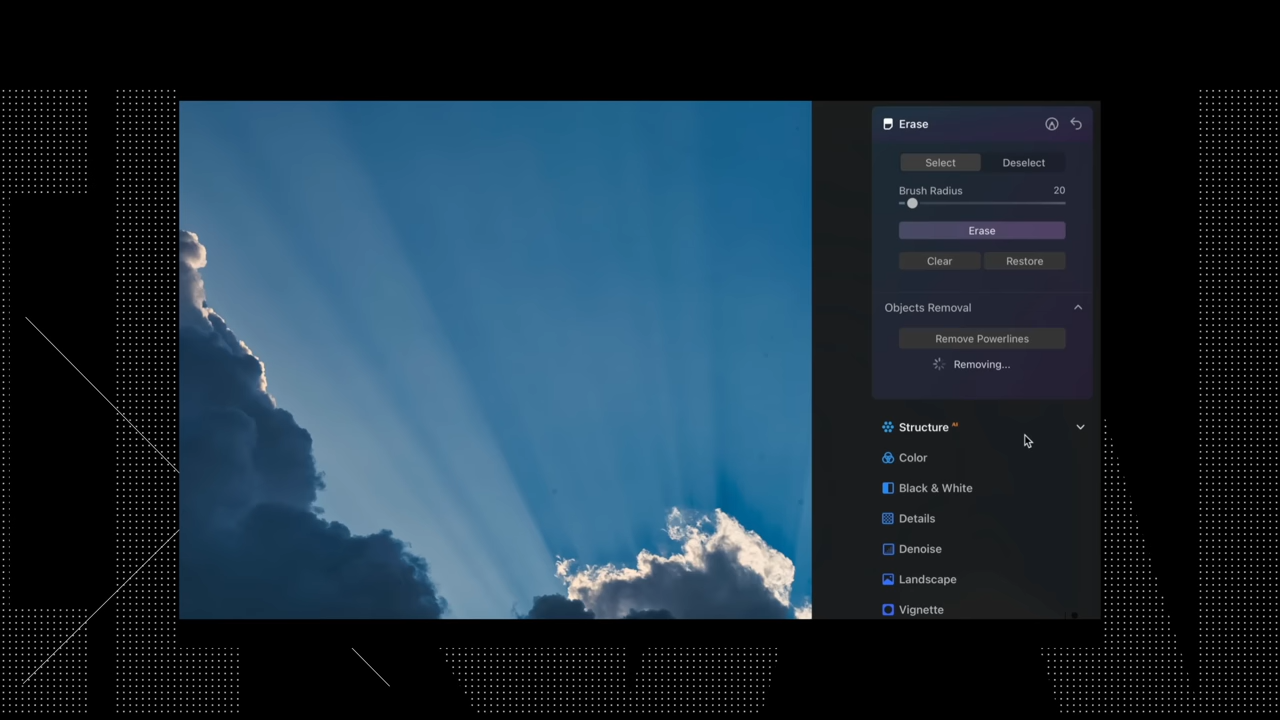 Erase
Select Deselect
Brush Radius 20
Erase
Clear Restore
Objects Removal
Remove Powerlines
Removing...
Structure AI
Color
Black & White
Details
Denoise
Landscape
Vignette